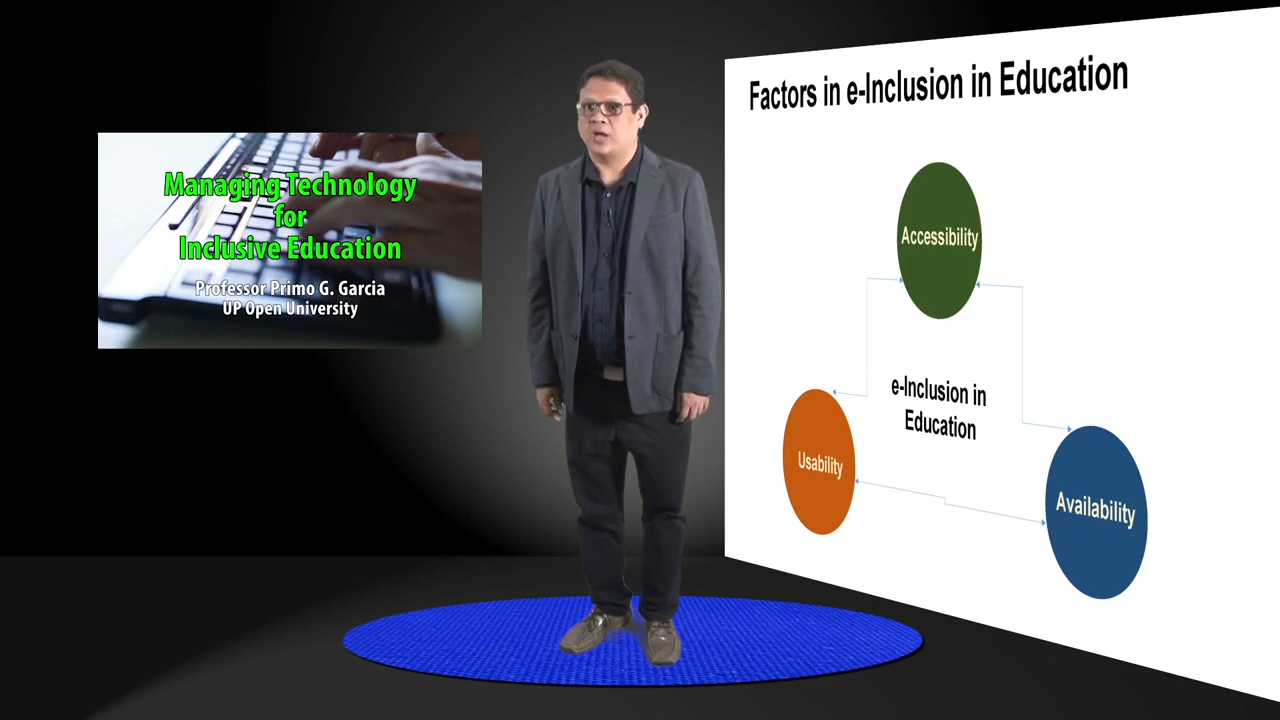 Managing Technology
for
Inclusive Education
Professor Primo G. Garcia
UP Open University
Factors in e-Inclusion in Education
Accessibility
e-Inclusion in
Education
Usability
Availability